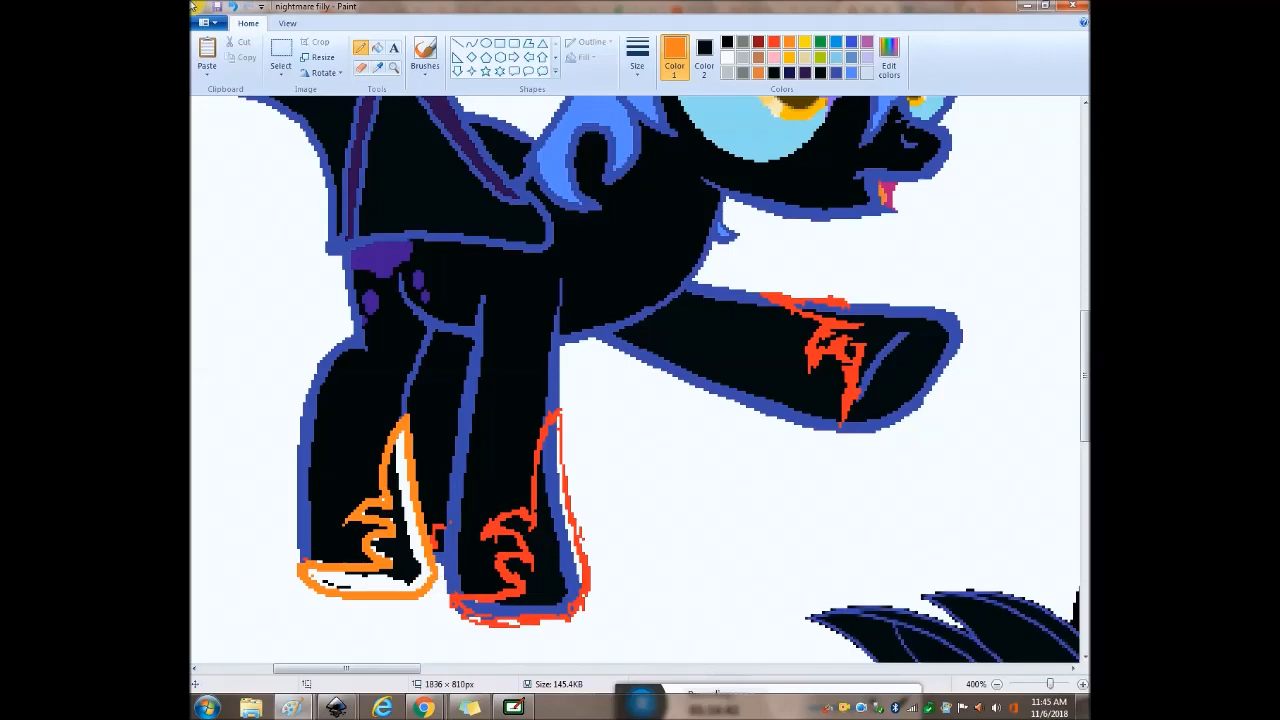 nightmare filly - Paint
Home View
Paste
Cut
Copy
Clipboard
Select
Crop
Resize
Rotate
Image
A
Tools
Brushes
Shapes
Outline
Fill
Size
Color 1
Color 2
Colors
Edit colors
1836 × 810px
Size: 145.4KB
400%
11:45 AM
11/6/2018